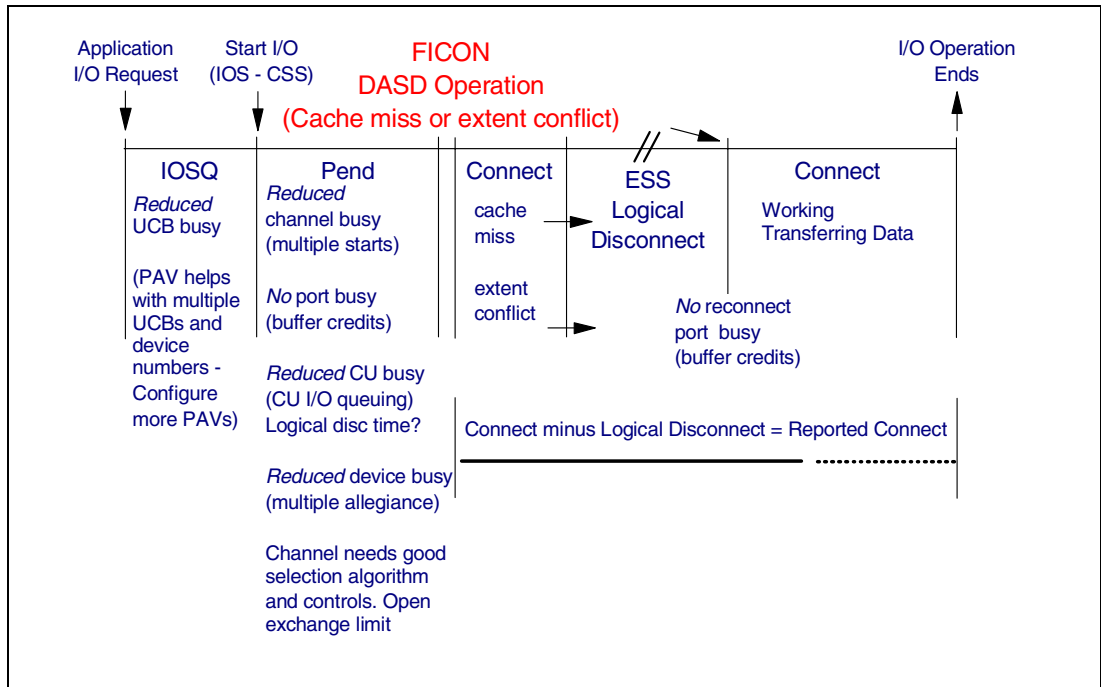 Application
I/O Request
Start I/O
(IOS - CSS)
FICON
DASD Operation
(Cache miss or extent conflict)
I/O Operation
Ends
IOSQ
Reduced
UCB busy
(PAV helps
with multiple
UCBs and
device
numbers -
Configure
more PAVs)
Pend
Reduced
channel busy
(multiple starts)
No port busy
(buffer credits)
Reduced CU busy
(CU I/O queuing)
Logical disc time?
Reduced device busy
(multiple allegiance)
Channel needs good
selection algorithm
and controls. Open
exchange limit
Connect
cache
miss
extent
conflict
ESS
Logical
Disconnect
Connect
Working
Transferring Data
No reconnect
port busy
(buffer credits)
Connect minus Logical Disconnect = Reported Connect